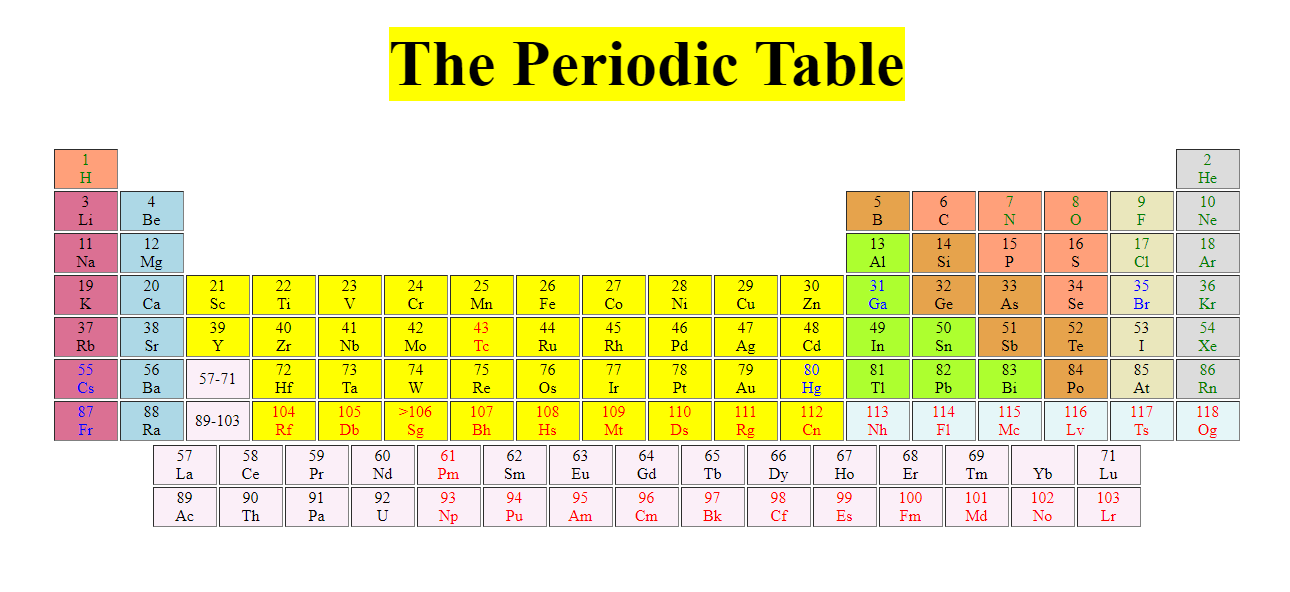 The Periodic Table
1 2
H He
3 4 5 6 7 8 9 10
Li Be B C N O F Ne
11 12 13 14 15 16 17 18
Na Mg Al Si P S Cl Ar
19 20 21 22 23 24 25 26 27 28 29 30 31 32 33 34 35 36
K Ca Sc Ti V Cr Mn Fe Co Ni Cu Zn Ga Ge As Se Br Kr
37 38 39 40 41 42 43 44 45 46 47 48 49 50 51 52 53 54
Rb Sr Y Zr Nb Mo Tc Ru Rh Pd Ag Cd In Sn Sb Te I Xe
55 56 57-71 72 73 74 75 76 77 78 79 80 81 82 83 84 85 86
Cs Ba Hf Ta W Re Os Ir Pt Au Hg Tl Pb Bi Po At Rn
87 88 89-103 104 105 >106 107 108 109 110 111 112 113 114 115 116 117 118
Fr Ra Rf Db Sg Bh Hs Mt Ds Rg Cn Nh Fl Mc Lv Ts Og
57 58 59 60 61 62 63 64 65 66 67 68 69 71
La Ce Pr Nd Pm Sm Eu Gd Tb Dy Ho Er Tm Yb Lu
89 90 91 92 93 94 95 96 97 98 99 100 101 102 103
Ac Th Pa U Np Pu Am Cm Bk Cf Es Fm Md No Lr